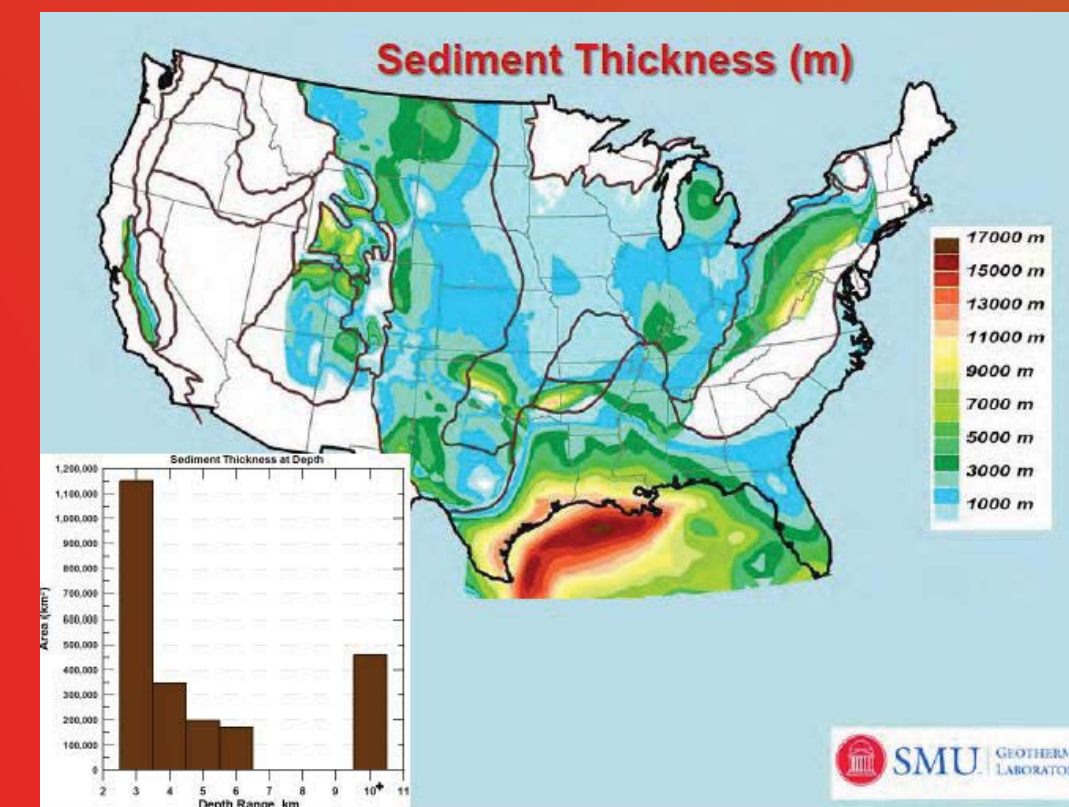 Sediment Thickness (m)
17000 m
15000 m
13000 m
11000 m
9000 m
7000 m
5000 m
3000 m
1000 m
Sediment Thickness at Depth
1,200,000
1,100,000
1,000,000
900,000
800,000
700,000
600,000
500,000
400,000
300,000
200,000
100,000
0
Area (km²)
2 3 4 5 6 7 8 9 10+ 11
Depth Range, km
SMU
GEOTHERM
LABORATO